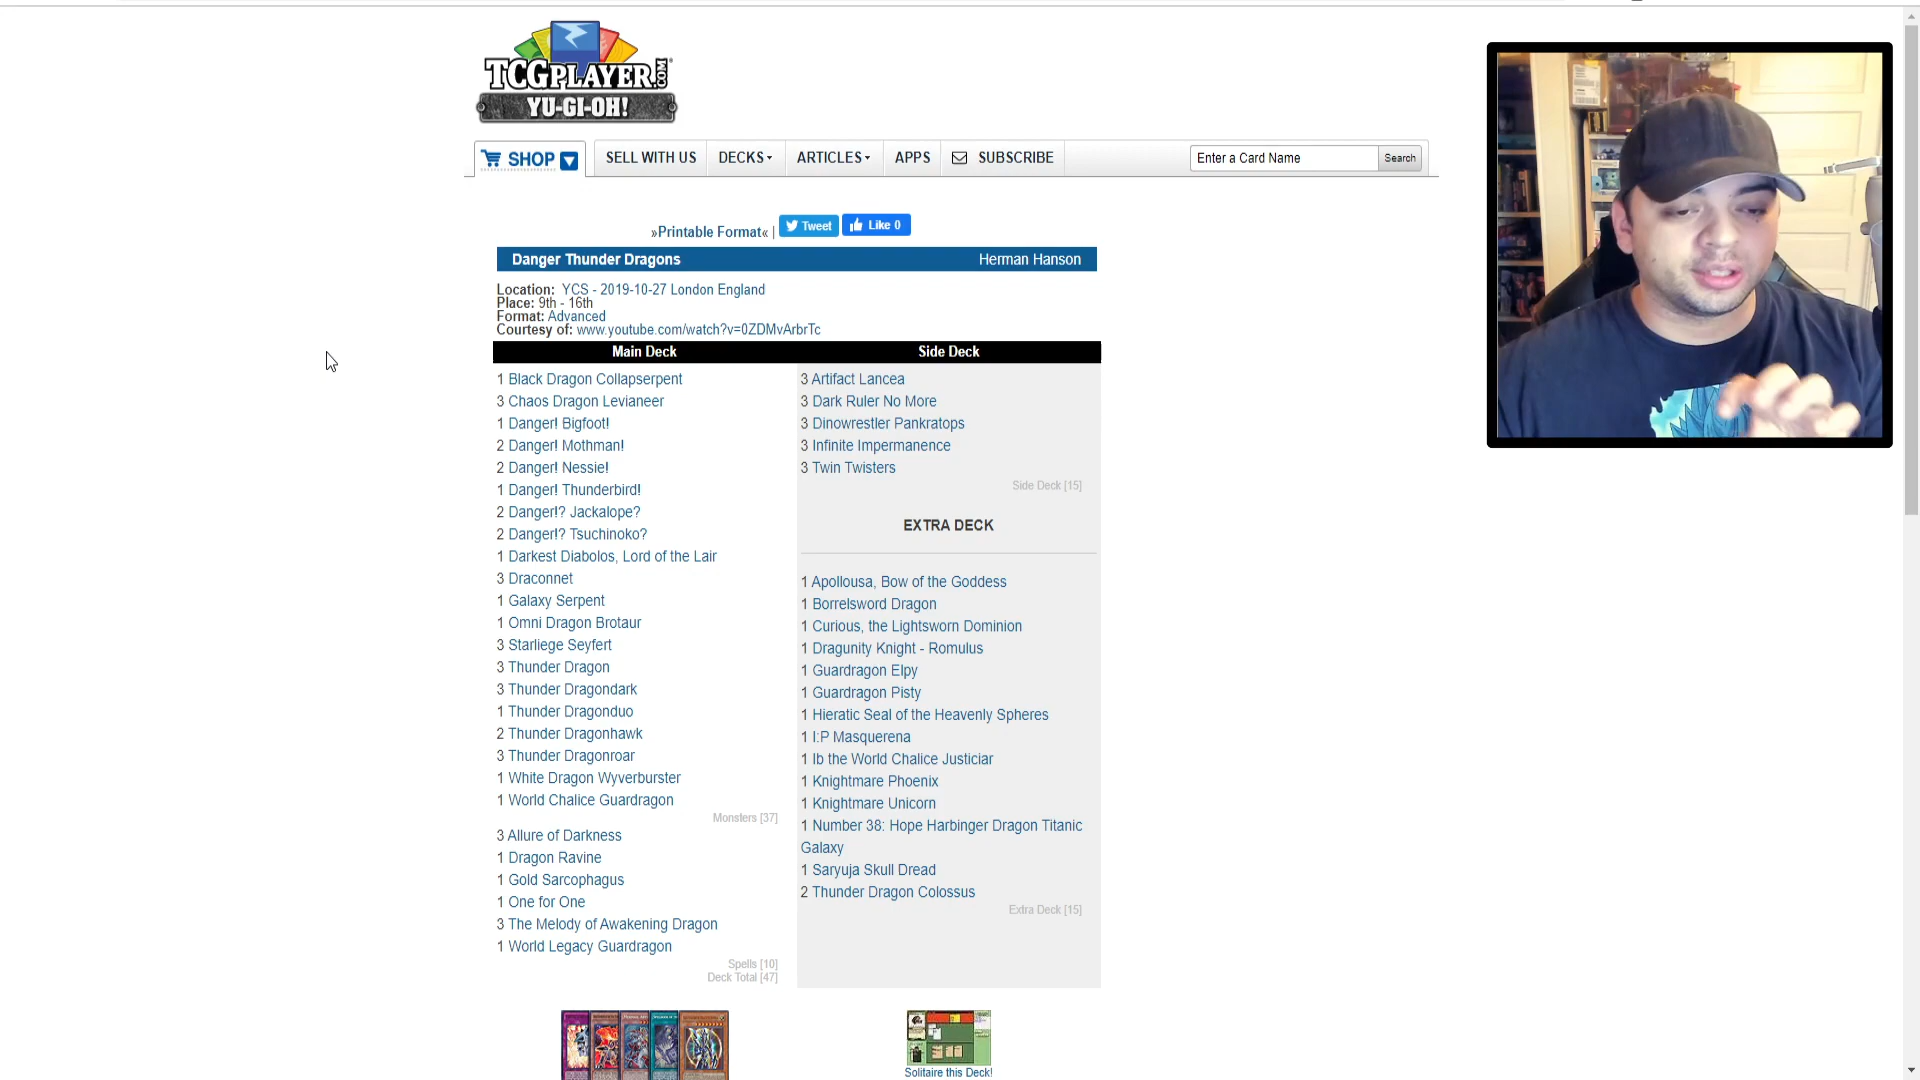 TCGPLAYER.COM
YU-GI-OH!
SHOP
SELL WITH US
DECKS
ARTICLES
APPS
SUBSCRIBE
Enter a Card Name
Search
»Printable Format« |
Tweet
Like 0
Danger Thunder Dragons
Herman Hanson
Location: YCS - 2019-10-27 London England
Place: 9th - 16th
Format: Advanced
Courtesy of: www.youtube.com/watch?v=0ZDMvArbrTc
Main Deck
1 Black Dragon Collapserpent
3 Chaos Dragon Levianeer
1 Danger! Bigfoot!
2 Danger! Mothman!
2 Danger! Nessie!
1 Danger! Thunderbird!
2 Danger!? Jackalope?
2 Danger!? Tsuchinoko?
1 Darkest Diabolos, Lord of the Lair
3 Draconnet
1 Galaxy Serpent
1 Omni Dragon Brotaur
3 Starliege Seyfert
3 Thunder Dragon
3 Thunder Dragondark
1 Thunder Dragonduo
2 Thunder Dragonhawk
3 Thunder Dragonroar
1 White Dragon Wyverburster
1 World Chalice Guardragon
Monsters [37]
3 Allure of Darkness
1 Dragon Ravine
1 Gold Sarcophagus
1 One for One
3 The Melody of Awakening Dragon
1 World Legacy Guardragon
Spells [10]
Deck Total [47]
Side Deck
3 Artifact Lancea
3 Dark Ruler No More
3 Dinowrestler Pankratops
3 Infinite Impermanence
3 Twin Twisters
Side Deck [15]
EXTRA DECK
1 Apollousa, Bow of the Goddess
1 Borrelsword Dragon
1 Curious, the Lightsworn Dominion
1 Dragunity Knight - Romulus
1 Guardragon Elpy
1 Guardragon Pisty
1 Hieratic Seal of the Heavenly Spheres
1 I:P Masquerena
1 Ib the World Chalice Justiciar
1 Knightmare Phoenix
1 Knightmare Unicorn
1 Number 38: Hope Harbinger Dragon Titanic
Galaxy
1 Saryuja Skull Dread
2 Thunder Dragon Colossus
Extra Deck [15]
Solitaire this Deck!